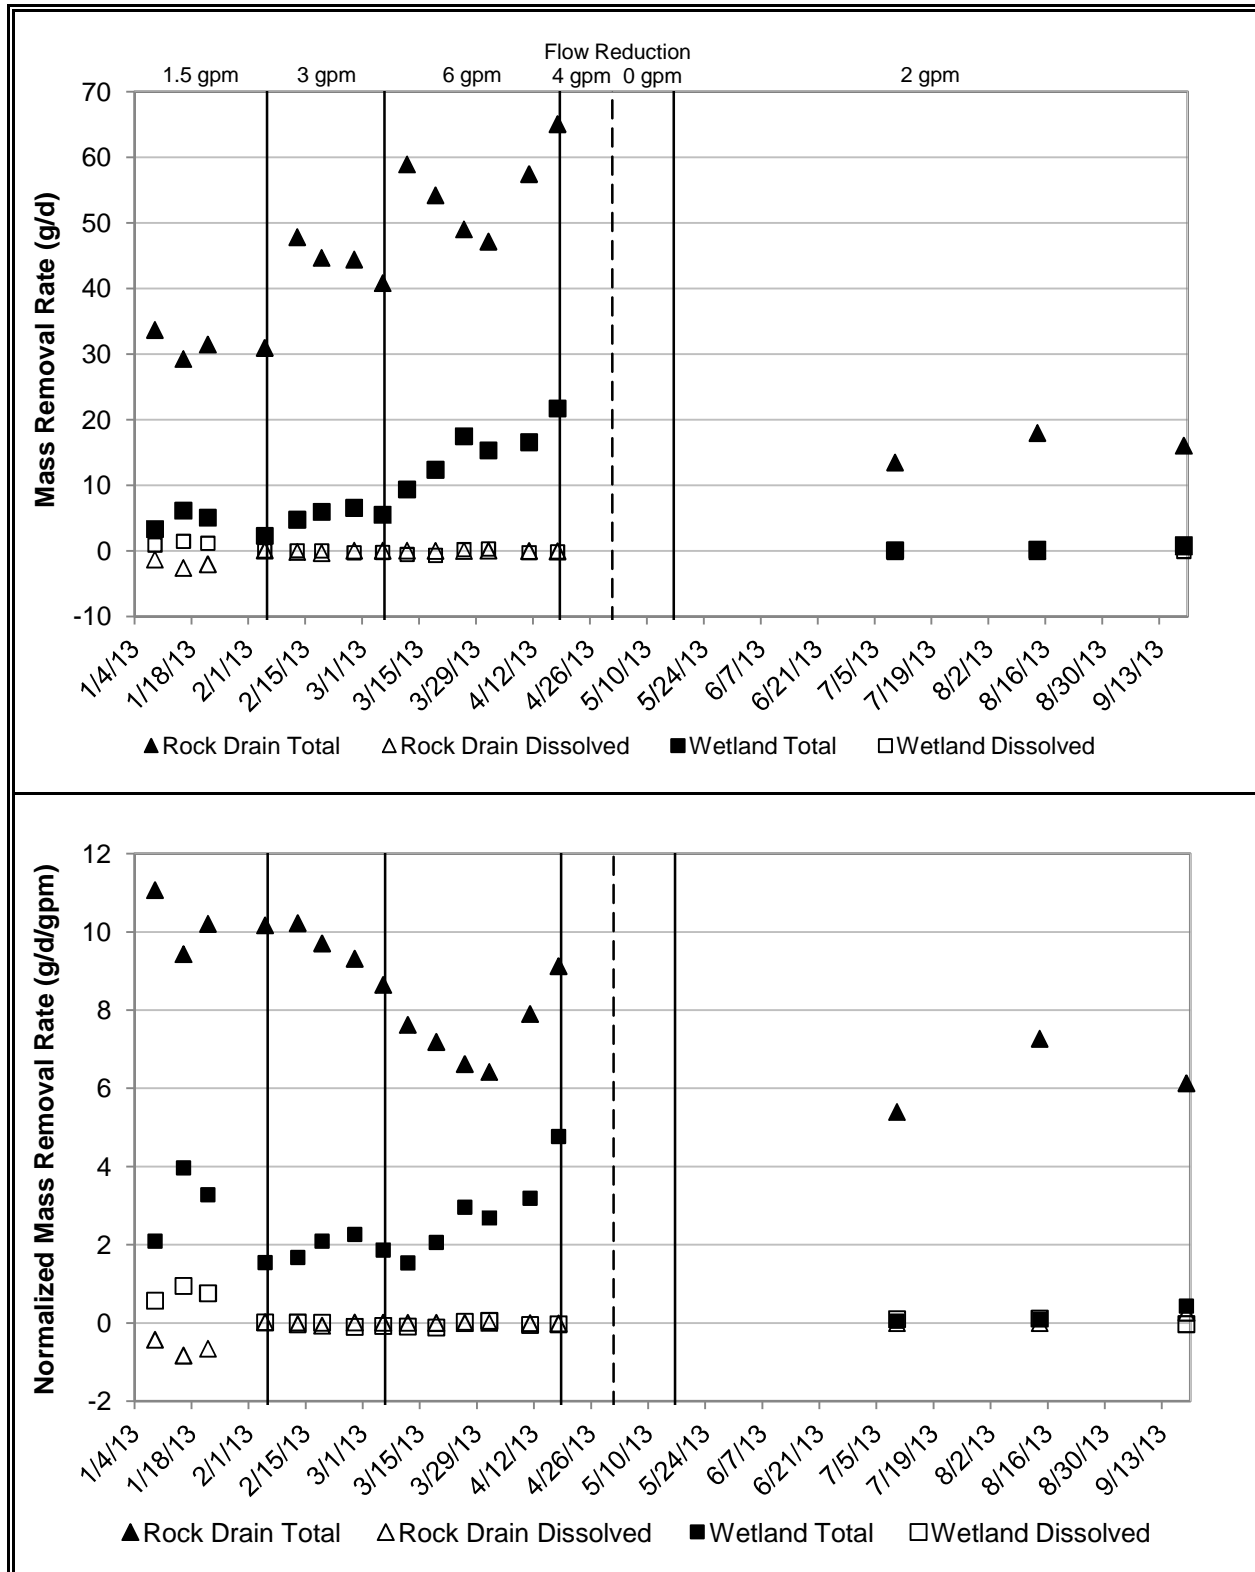 Flow Reduction
1.5 gpm 3 gpm 6 gpm 4 gpm 0 gpm 2 gpm
Mass Removal Rate (g/d)
70
60
50
40
30
20
10
0
-10
1/4/13 1/18/13 2/1/13 2/15/13 3/1/13 3/15/13 3/29/13 4/12/13 4/26/13 5/10/13 5/24/13 6/7/13 6/21/13 7/5/13 7/19/13 8/2/13 8/16/13 8/30/13 9/13/13
Rock Drain Total Rock Drain Dissolved Wetland Total Wetland Dissolved
Normalized Mass Removal Rate (g/d/gpm)
12
10
8
6
4
2
0
-2
1/4/13 1/18/13 2/1/13 2/15/13 3/1/13 3/15/13 3/29/13 4/12/13 4/26/13 5/10/13 5/24/13 6/7/13 6/21/13 7/5/13 7/19/13 8/2/13 8/16/13 8/30/13 9/13/13
Rock Drain Total Rock Drain Dissolved Wetland Total Wetland Dissolved